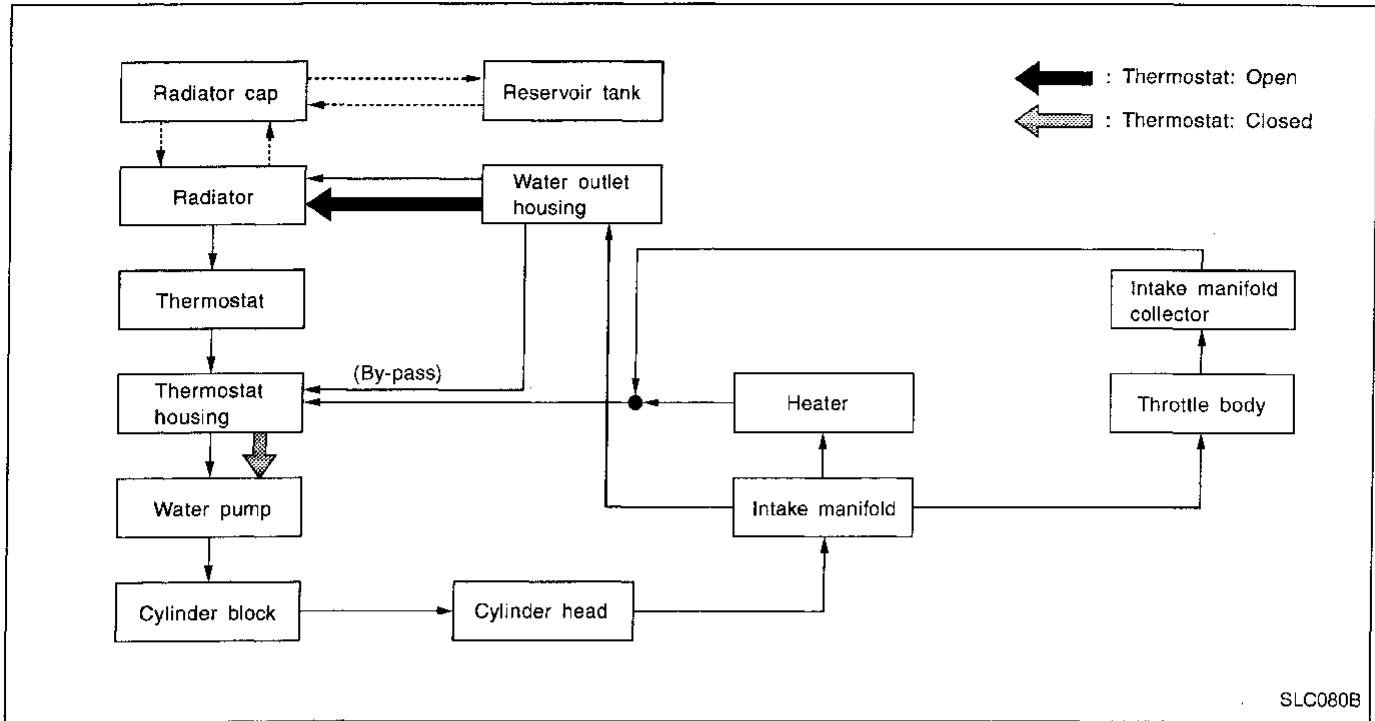 Radiator cap
Reservoir tank
: Thermostat: Open
: Thermostat: Closed
Radiator
Water outlet
housing
Thermostat
Intake manifold
collector
(By-pass)
Thermostat
housing
Heater
Throttle body
Water pump
Intake manifold
Cylinder block
Cylinder head
SLC080B